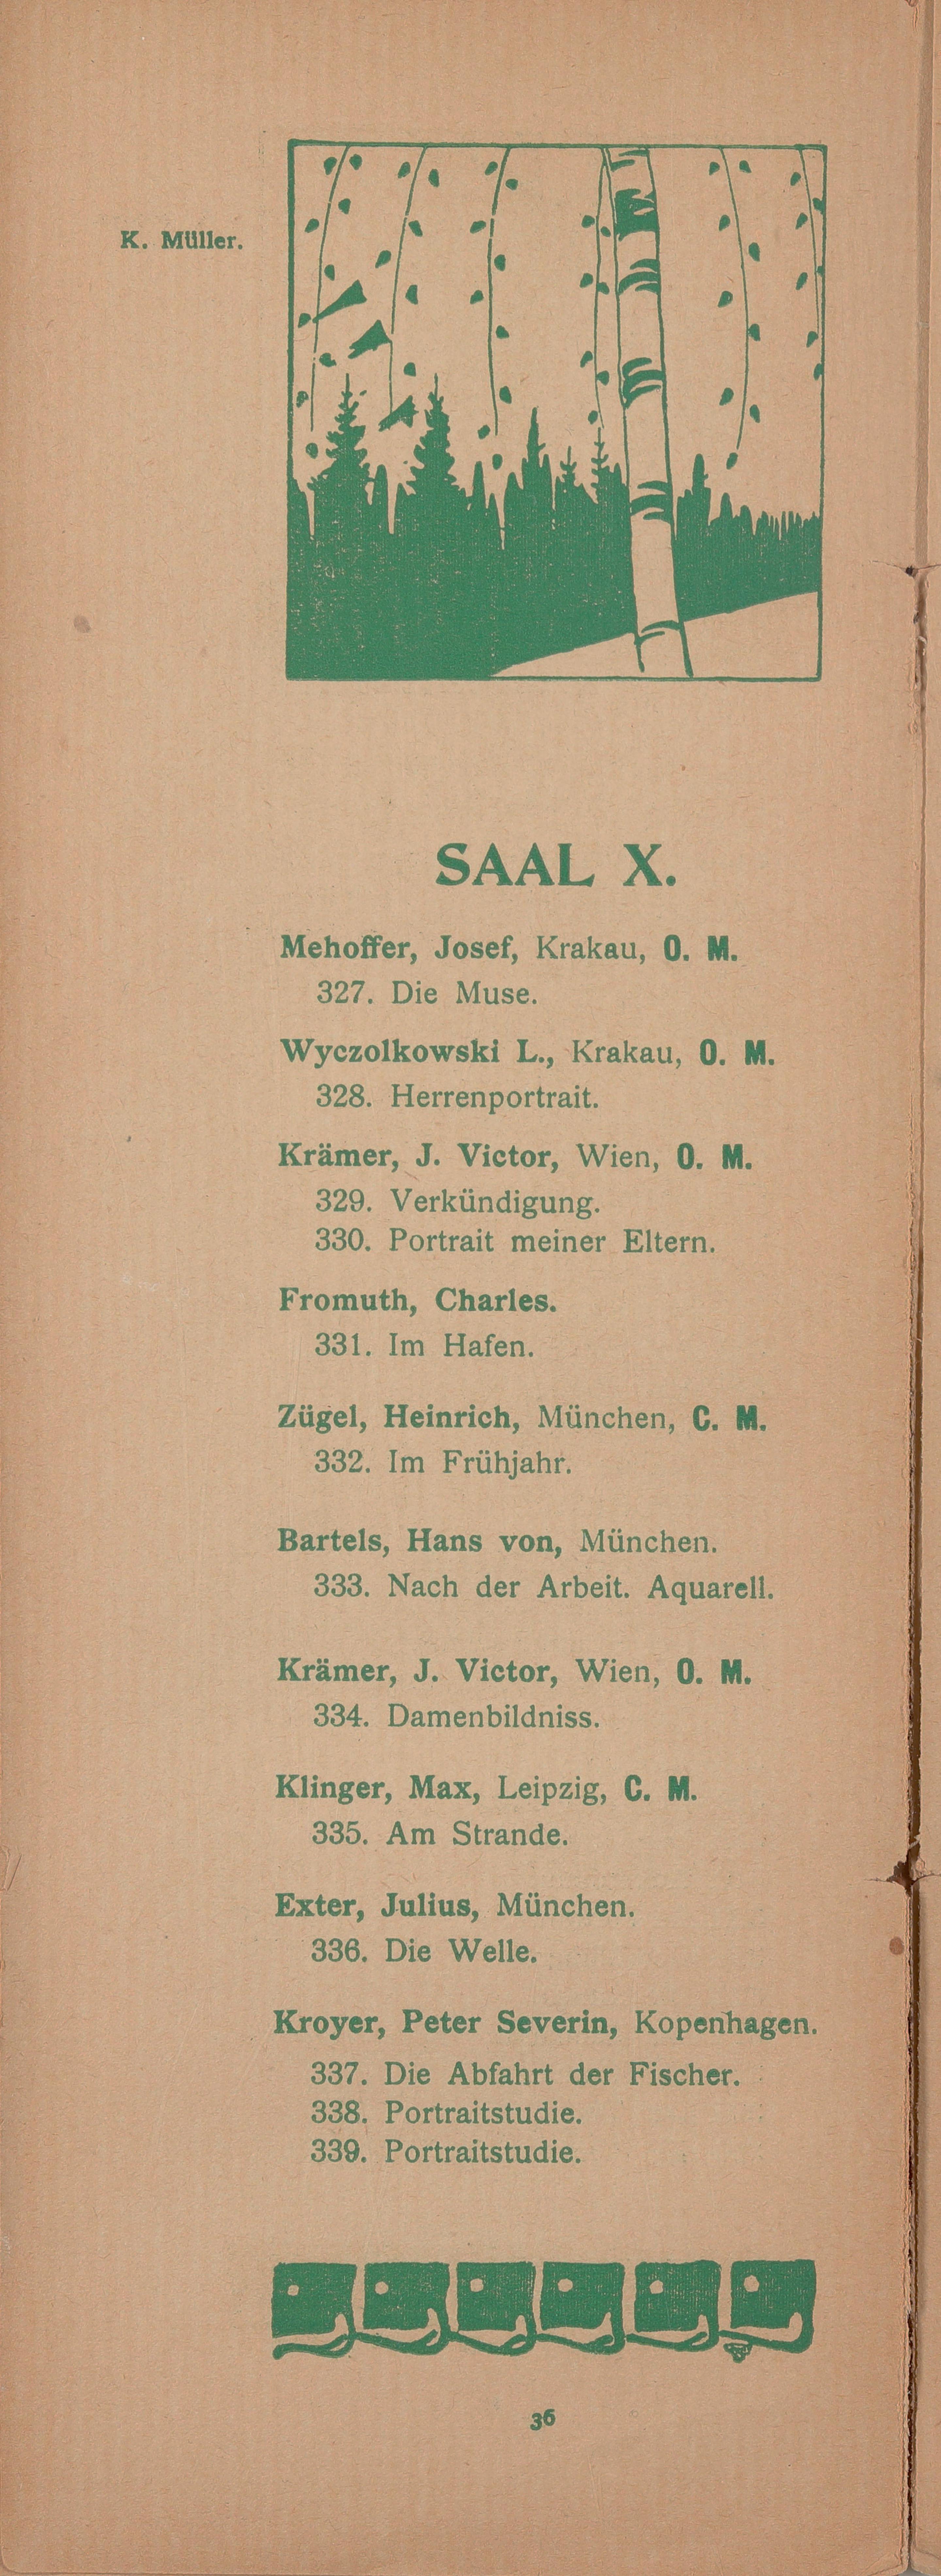 K. Müller.
SAAL X.
Mehoffer, Josef, Krakau, O. M.
327. Die Muse.
Wyczolkowski L., Krakau, O. M.
328. Herrenportrait.
Krämer, J. Victor, Wien, O. M.
329. Verkündigung.
330. Portrait meiner Eltern.
Fromuth, Charles.
331. Im Hafen.
Zügel, Heinrich, München, C. M.
332. Im Frühjahr.
Bartels, Hans von, München.
333. Nach der Arbeit. Aquarell.
Krämer, J. Victor, Wien, O. M.
334. Damenbildniss.
Klinger, Max, Leipzig, C. M.
335. Am Strande.
Exter, Julius, München.
336. Die Welle.
Kroyer, Peter Severin, Kopenhagen.
337. Die Abfahrt der Fischer.
338. Portraitstudie.
339. Portraitstudie.
36